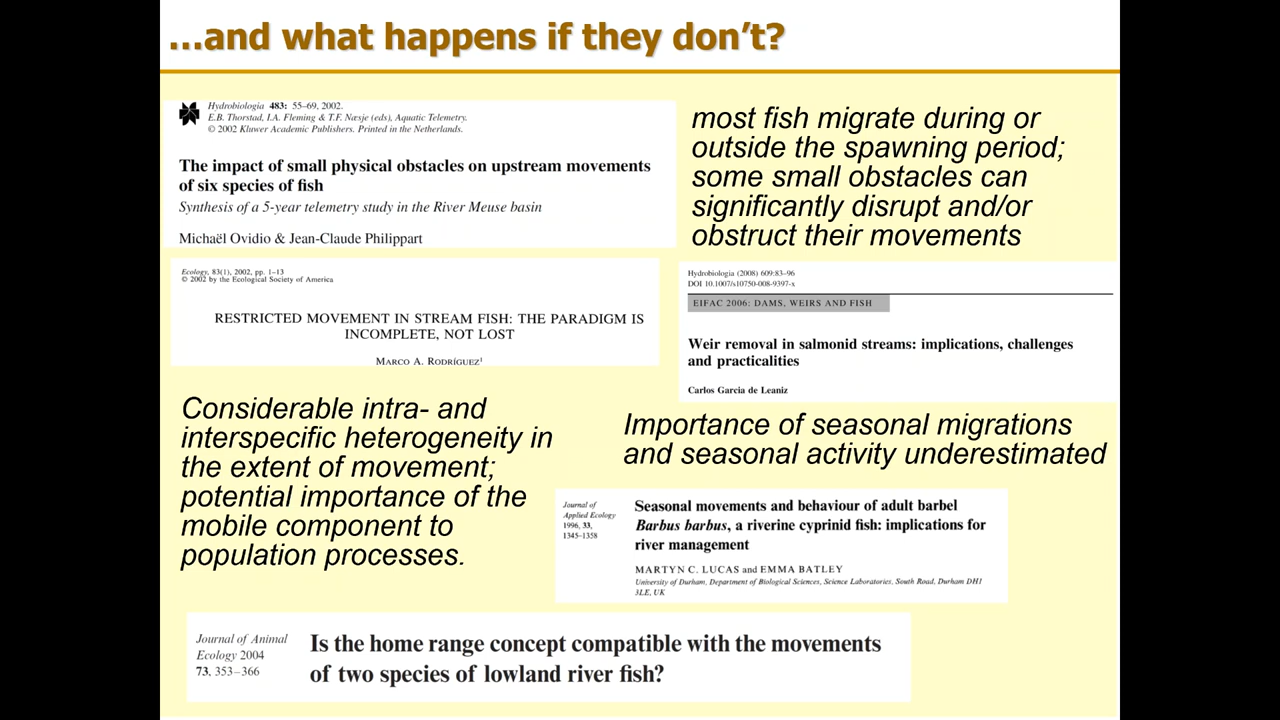 …and what happens if they don’t?
Hydrobiologia 483: 55–69, 2002.
E.B. Thorstad, I.A. Fleming & T.F. Næsje (eds), Aquatic Telemetry.
© 2002 Kluwer Academic Publishers. Printed in the Netherlands.
The impact of small physical obstacles on upstream movements
of six species of fish
Synthesis of a 5-year telemetry study in the River Meuse basin
Michaël Ovidio & Jean-Claude Philippart
most fish migrate during or
outside the spawning period;
some small obstacles can
significantly disrupt and/or
obstruct their movements
Ecology, 83(1), 2002, pp. 1–13
© 2002 by the Ecological Society of America
RESTRICTED MOVEMENT IN STREAM FISH: THE PARADIGM IS
INCOMPLETE, NOT LOST
MARCO A. RODRÍGUEZ¹
Hydrobiologia (2008) 609:83–96
DOI 10.1007/s10750-008-9397-x
EIFAC 2006: DAMS, WEIRS AND FISH
Weir removal in salmonid streams: implications, challenges
and practicalities
Carlos Garcia de Leaniz
Considerable intra- and
interspecific heterogeneity in
the extent of movement;
potential importance of the
mobile component to
population processes.
Importance of seasonal migrations
and seasonal activity underestimated
Journal of
Applied Ecology
1996, 33,
1345–1358
Seasonal movements and behaviour of adult barbel
Barbus barbus, a riverine cyprinid fish: implications for
river management
MARTYN C. LUCAS and EMMA BATLEY
University of Durham, Department of Biological Sciences, Science Laboratories, South Road, Durham DH1
3LE, UK
Journal of Animal
Ecology 2004
73, 353–366
Is the home range concept compatible with the movements
of two species of lowland river fish?